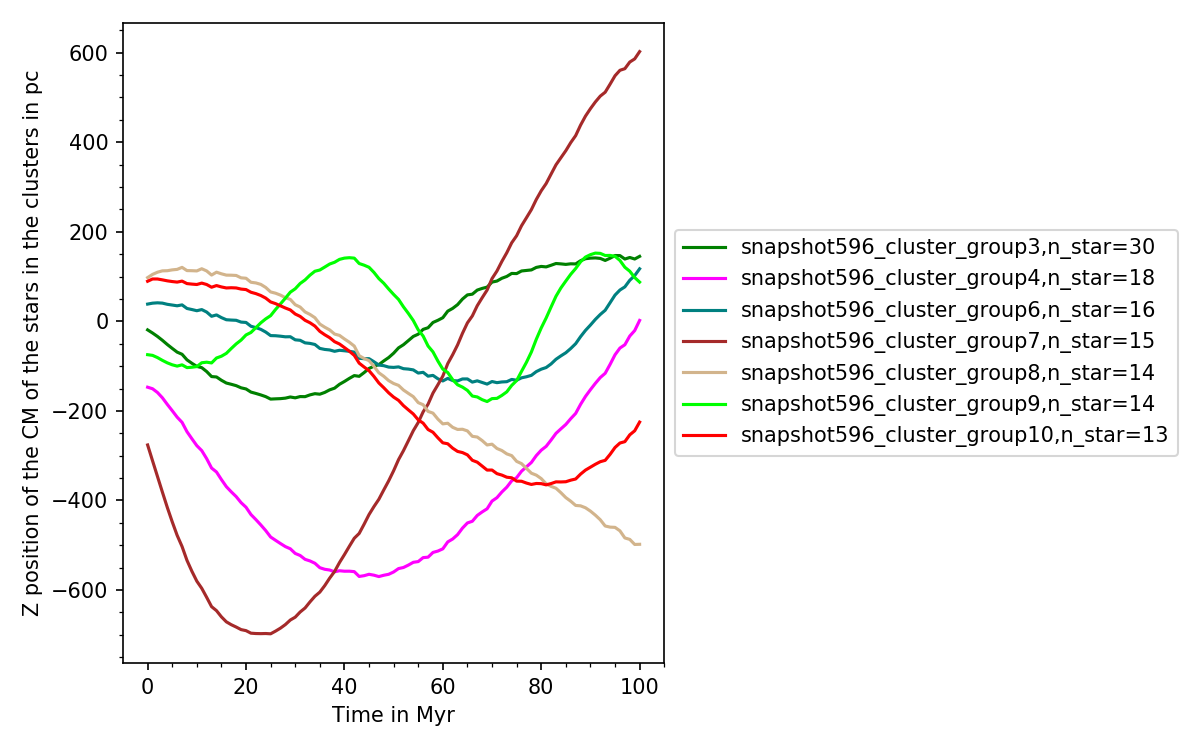 Z position of the CM of the stars in the clusters in pc
600
400
200
0
−200
−400
−600
0 20 40 60 80 100
Time in Myr
snapshot596_cluster_group3,n_star=30
snapshot596_cluster_group4,n_star=18
snapshot596_cluster_group6,n_star=16
snapshot596_cluster_group7,n_star=15
snapshot596_cluster_group8,n_star=14
snapshot596_cluster_group9,n_star=14
snapshot596_cluster_group10,n_star=13